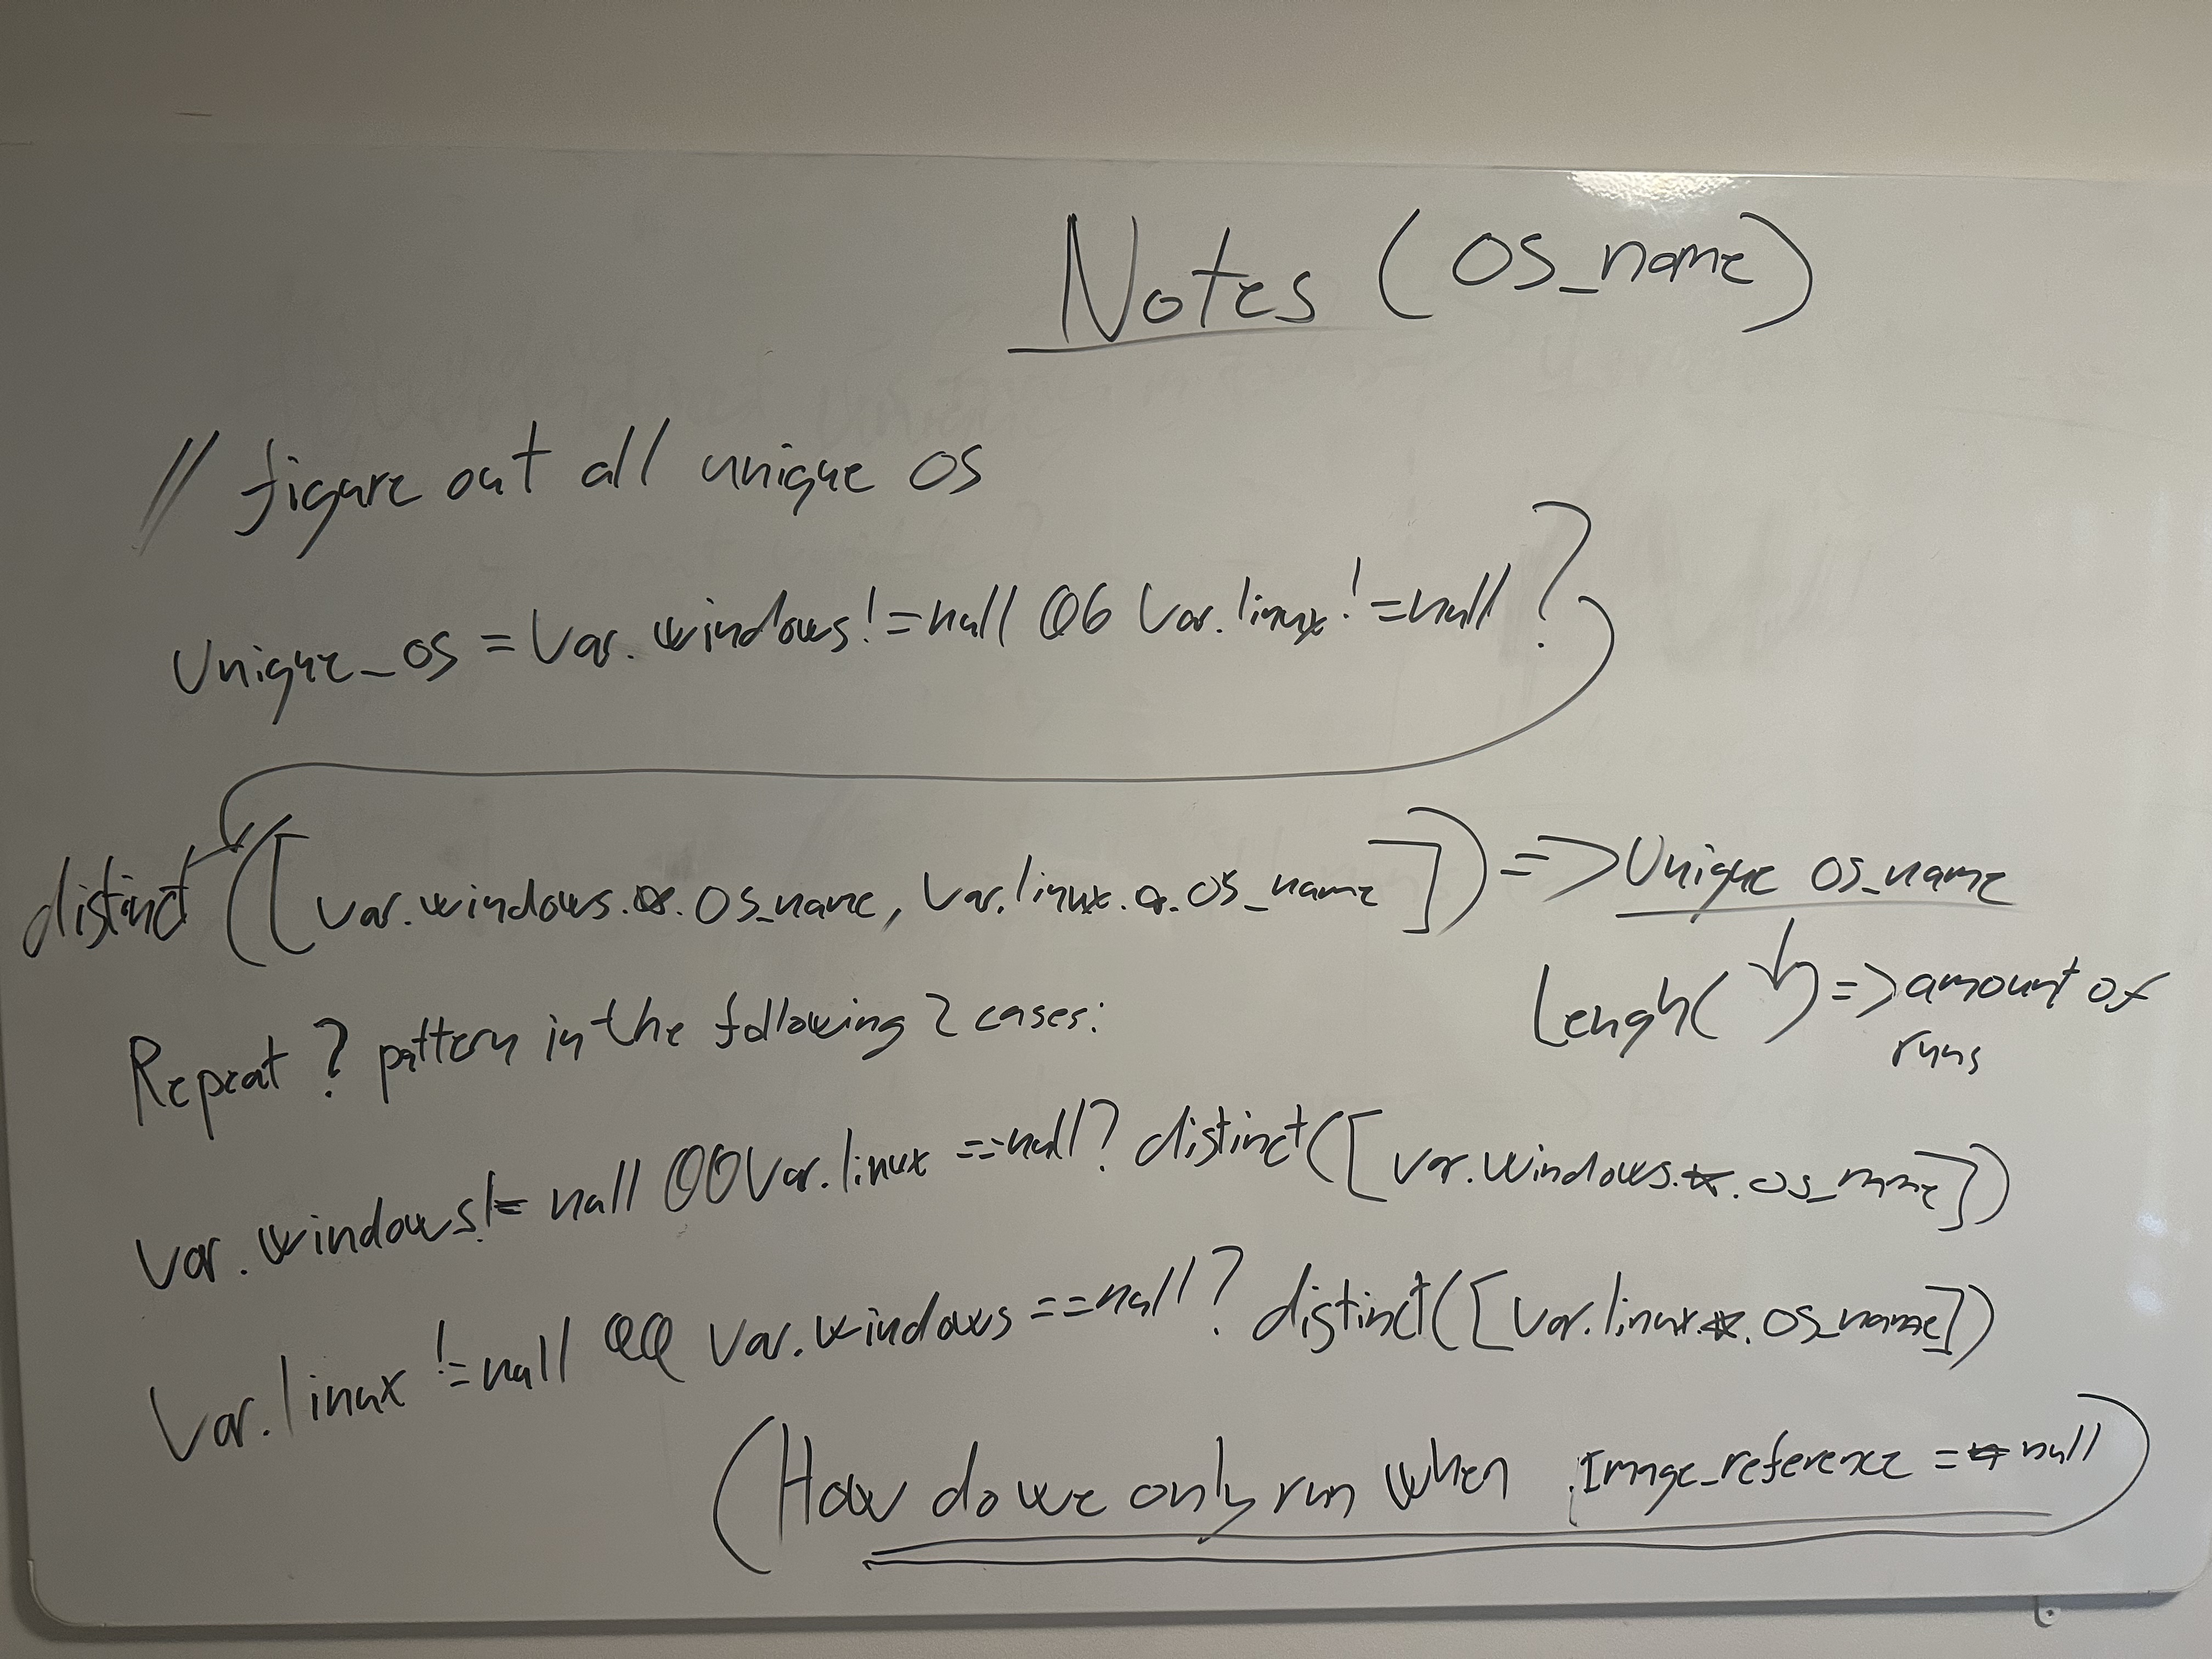 Notes (OS_name)
// figure out all unique OS
Unique_OS = Var.windows!=null && Var.linux!=null ?
distinct([var.windows.*.OS_name, Var.linux.*.OS_name]) => Unique OS_name
Lengh( ) => amount of
runs
Repeat ? pattern in the following 2 cases:
Var.windows!= null && Var.linux ==null? distinct([var.windows.*.os_name])
Var.linux != null && Var.windows ==null? distinct([Var.linux.*.OS_name])
(How do we only run when Image_reference == null)